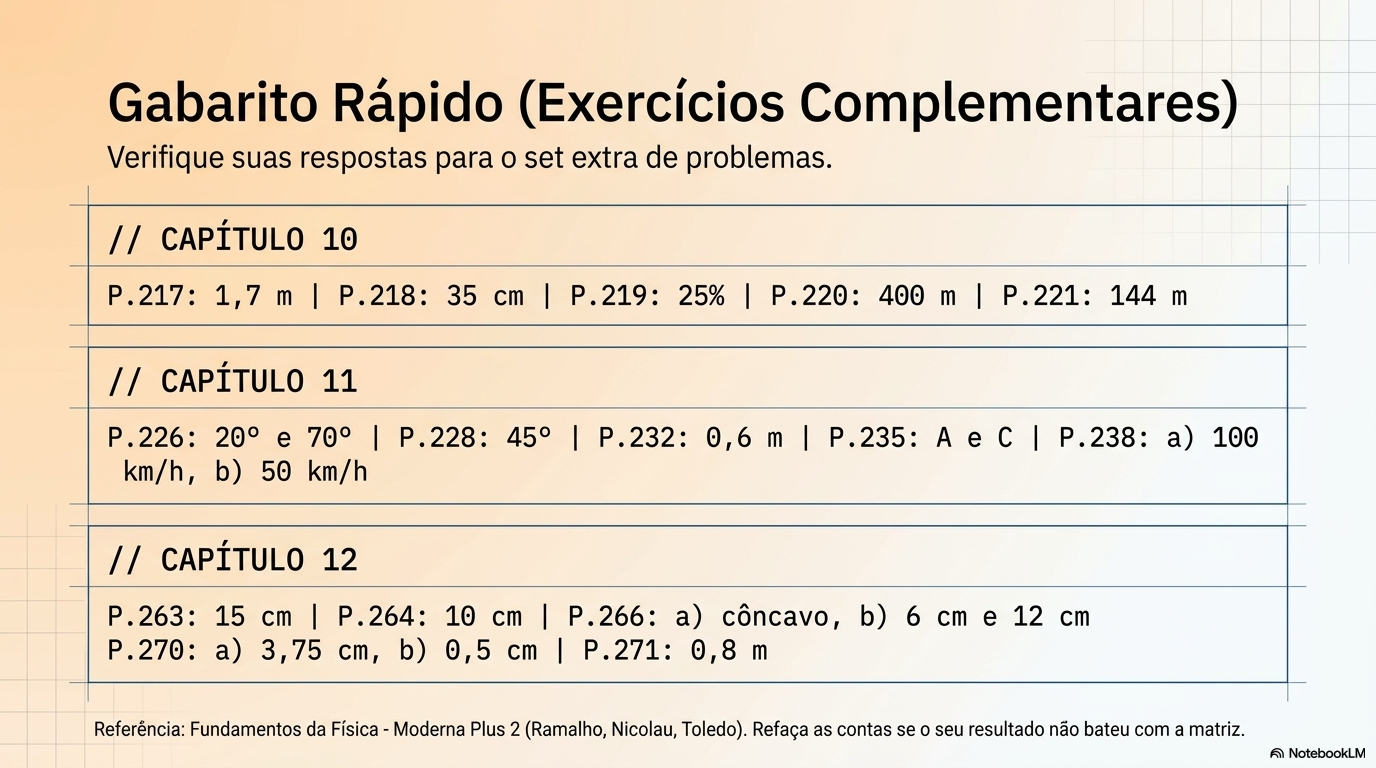 Gabarito Rápido (Exercícios Complementares)
Verifique suas respostas para o set extra de problemas.
// CAPÍTULO 10
P.217: 1,7 m | P.218: 35 cm | P.219: 25% | P.220: 400 m | P.221: 144 m
// CAPÍTULO 11
P.226: 20º e 70º | P.228: 45º | P.232: 0,6 m | P.235: A e C | P.238: a) 100
km/h, b) 50 km/h
// CAPÍTULO 12
P.263: 15 cm | P.264: 10 cm | P.266: a) côncavo, b) 6 cm e 12 cm
P.270: a) 3,75 cm, b) 0,5 cm | P.271: 0,8 m
Referência: Fundamentos da Física - Moderna Plus 2 (Ramalho, Nicolau, Toledo). Refaça as contas se o seu resultado não bateu com a matriz.
NotebookLM